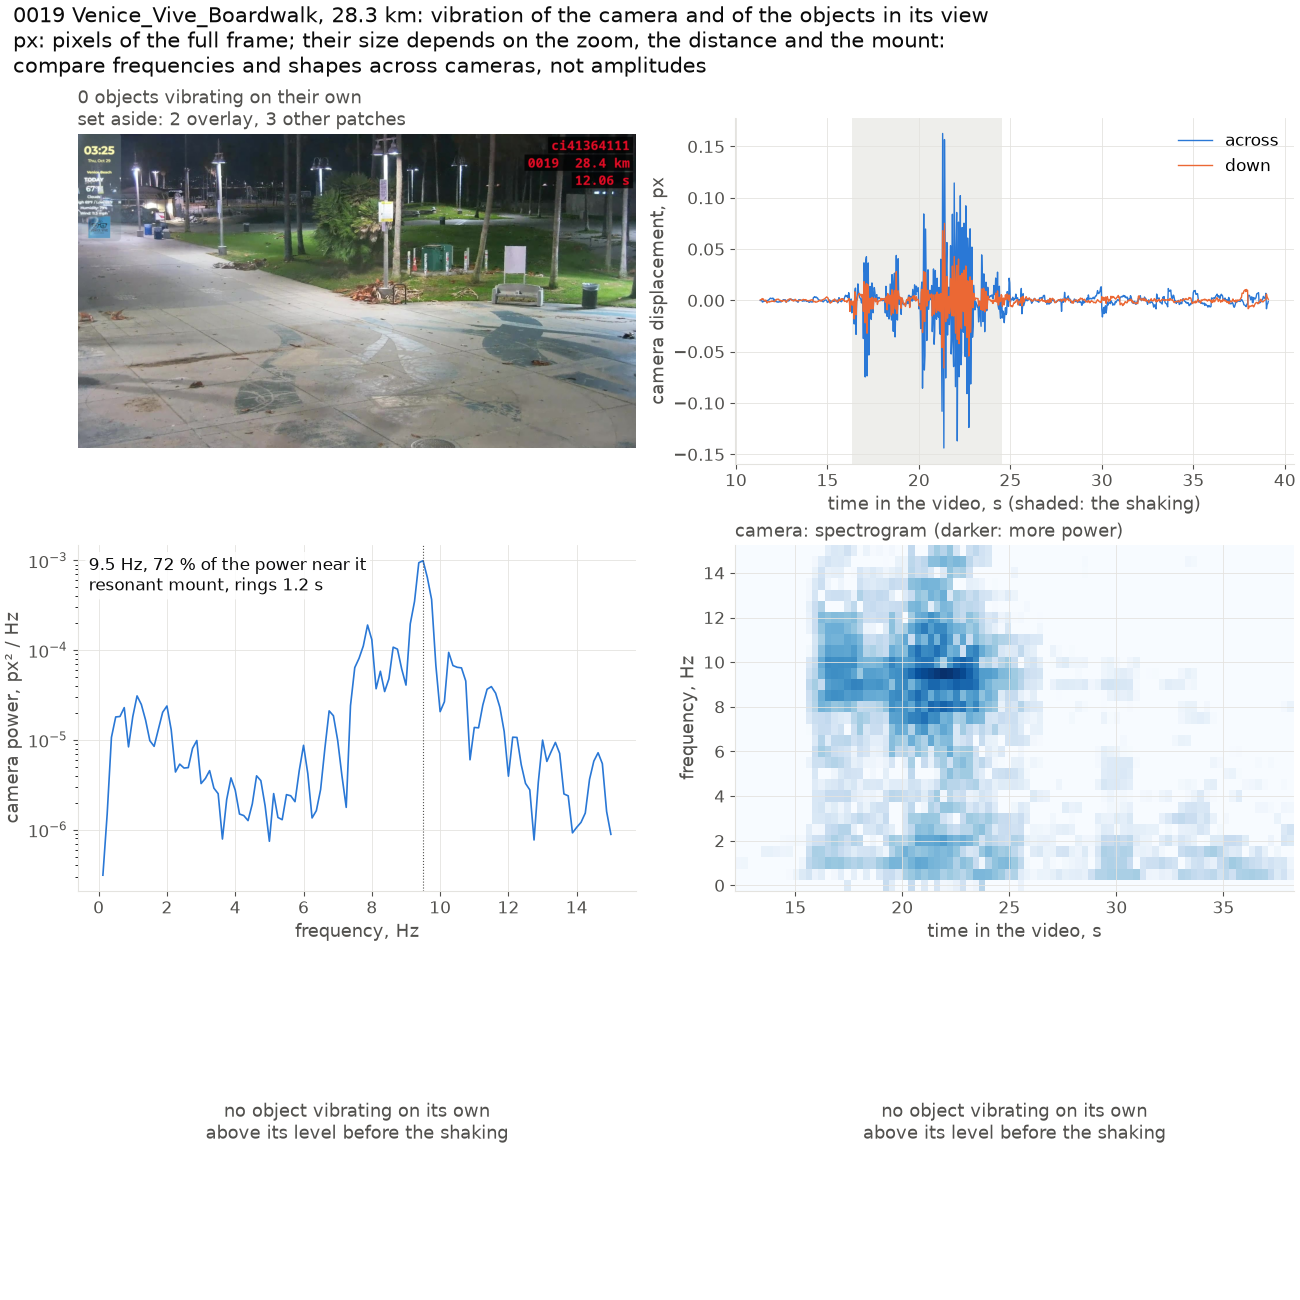 0019 Venice_Vive_Boardwalk, 28.3 km: vibration of the camera and of the objects in its view
px: pixels of the full frame; their size depends on the zoom, the distance and the mount:
compare frequencies and shapes across cameras, not amplitudes
0 objects vibrating on their own
set aside: 2 overlay, 3 other patches
03:25
Thu, Oct 29
Venice Beach
TODAY
67°F
ci41364111
0019 28.4 km
12.06 s
across
down
0.15
0.10
0.05
0.00
−0.05
−0.10
−0.15
camera displacement, px
10 15 20 25 30 35 40
time in the video, s (shaded: the shaking)
9.5 Hz, 72 % of the power near it
resonant mount, rings 1.2 s
10⁻³
10⁻⁴
10⁻⁵
10⁻⁶
camera power, px² / Hz
0 2 4 6 8 10 12 14
frequency, Hz
camera: spectrogram (darker: more power)
14
12
10
8
6
4
2
0
frequency, Hz
15 20 25 30 35
time in the video, s
no object vibrating on its own
above its level before the shaking
no object vibrating on its own
above its level before the shaking